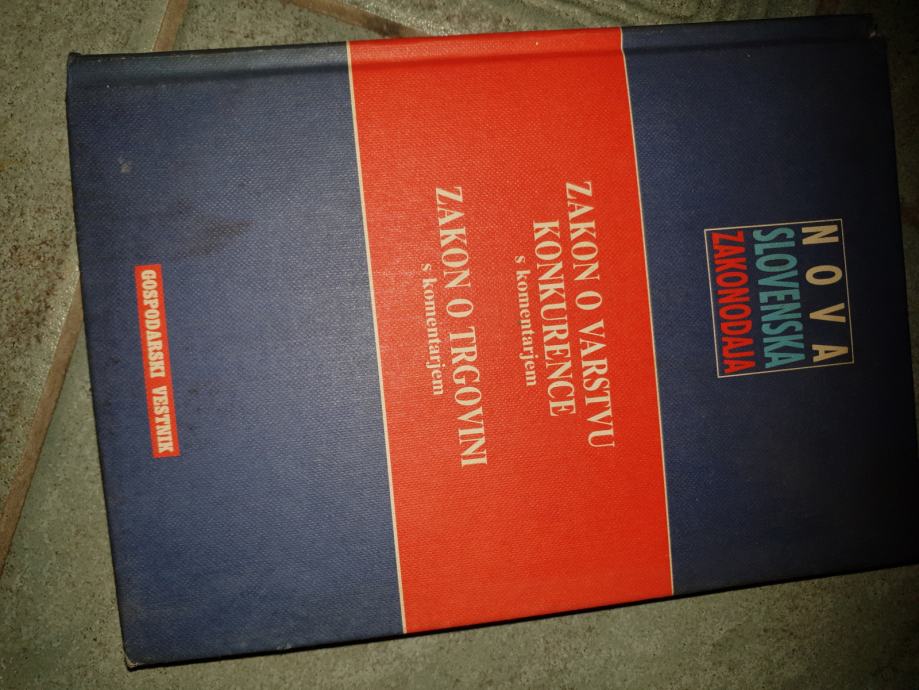 NOVA
SLOVENSKA
ZAKONODAJA
ZAKON O VARSTVU
KONKURENCE
s komentarjem
ZAKON O TRGOVINI
s komentarjem
GOSPODARSKI VESTNIK